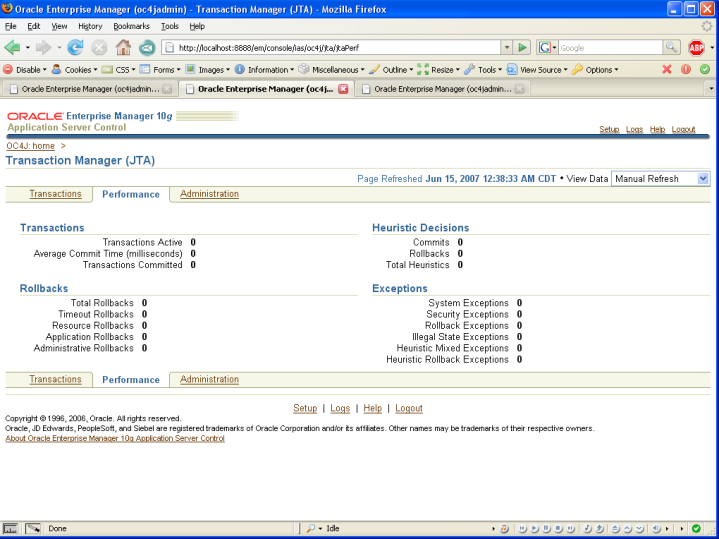 Oracle Enterprise Manager (oc4jadmin) - Transaction Manager (JTA) - Mozilla Firefox
File Edit View History Bookmarks Tools Help
http://localhost:8888/em/console/ias/oc4j/jta/jtaPerf
Google
ABP
Disable Cookies CSS Forms Images Information Miscellaneous Outline Resize Tools View Source Options
Oracle Enterprise Manager (oc4jadmin... Oracle Enterprise Manager (oc4j... Oracle Enterprise Manager (oc4jadmin...
ORACLE Enterprise Manager 10g
Application Server Control
Setup Logs Help Logout
OC4J: home >
Transaction Manager (JTA)
Page Refreshed Jun 15, 2007 12:38:33 AM CDT • View Data Manual Refresh
Transactions Performance Administration
Transactions
Transactions Active 0
Average Commit Time (milliseconds) 0
Transactions Committed 0
Heuristic Decisions
Commits 0
Rollbacks 0
Total Heuristics 0
Rollbacks
Total Rollbacks 0
Timeout Rollbacks 0
Resource Rollbacks 0
Application Rollbacks 0
Administrative Rollbacks 0
Exceptions
System Exceptions 0
Security Exceptions 0
Rollback Exceptions 0
Illegal State Exceptions 0
Heuristic Mixed Exceptions 0
Heuristic Rollback Exceptions 0
Transactions Performance Administration
Setup | Logs | Help | Logout
Copyright © 1996, 2006, Oracle. All rights reserved.
Oracle, JD Edwards, PeopleSoft, and Siebel are registered trademarks of Oracle Corporation and/or its affiliates. Other names may be trademarks of their respective owners.
About Oracle Enterprise Manager 10g Application Server Control
Done
Idle